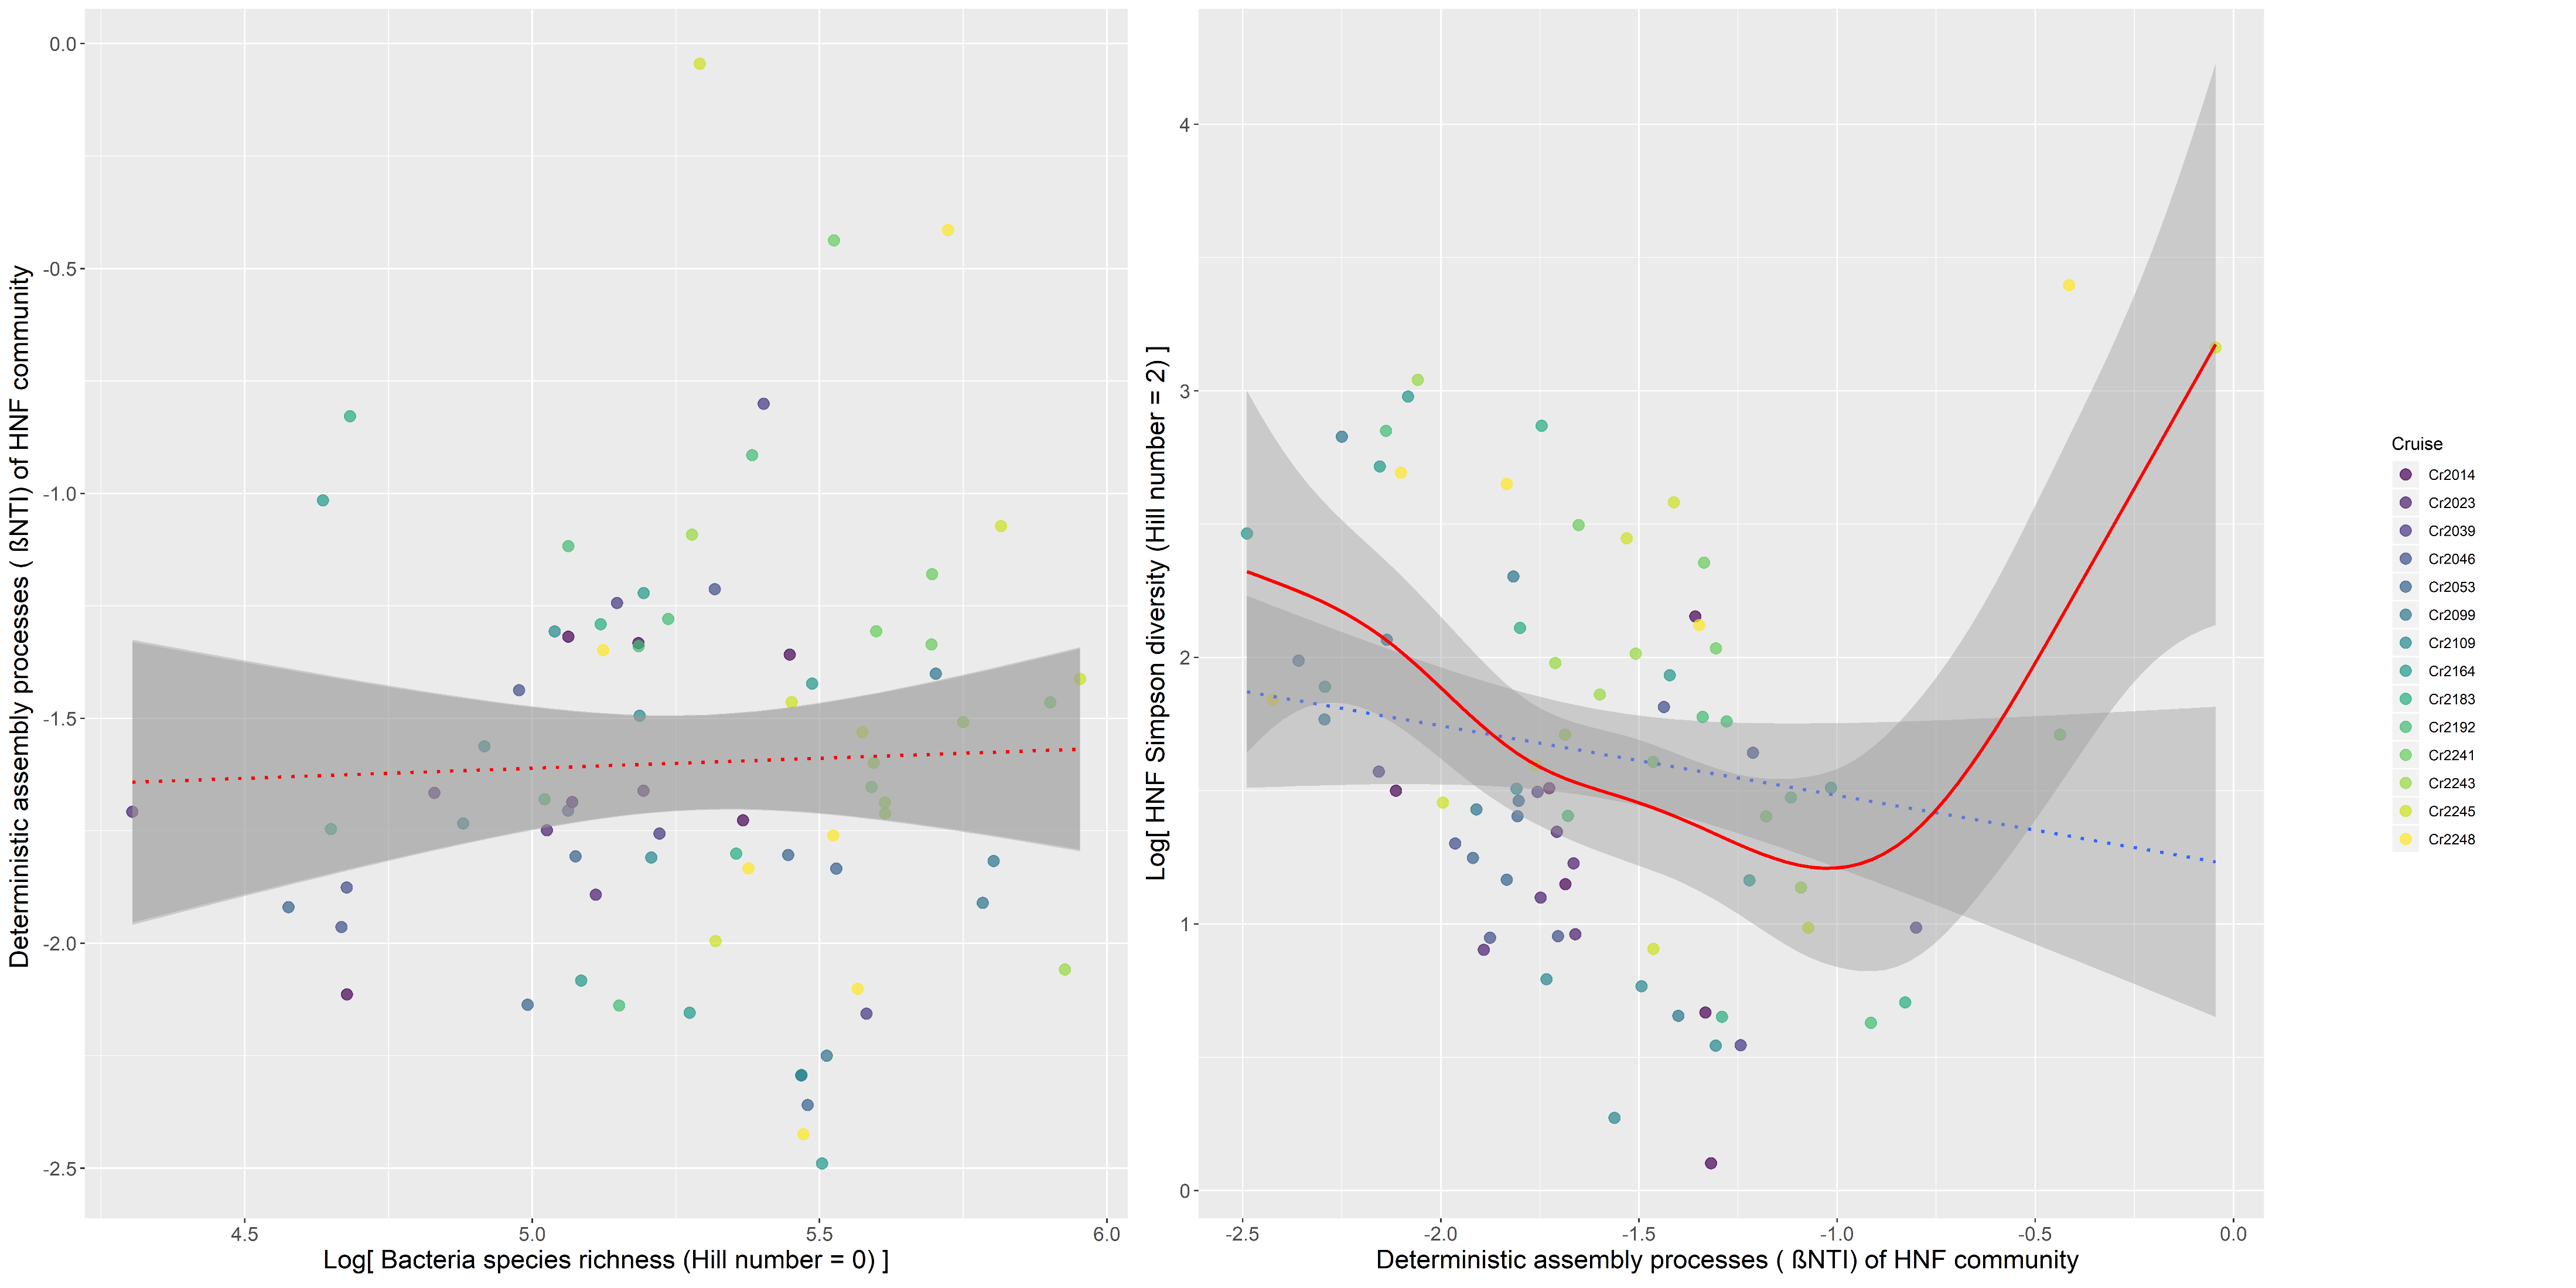 Deterministic assembly processes ( ßNTI) of HNF community
0.0
-0.5
-1.0
-1.5
-2.0
-2.5
4.5
5.0
5.5
6.0
Log[ Bacteria species richness (Hill number = 0) ]
Log[ HNF Simpson diversity (Hill number = 2) ]
4
3
2
1
0
-2.5
-2.0
-1.5
-1.0
-0.5
0.0
Deterministic assembly processes ( ßNTI) of HNF community
Cruise
Cr2014
Cr2023
Cr2039
Cr2046
Cr2053
Cr2099
Cr2109
Cr2164
Cr2183
Cr2192
Cr2241
Cr2243
Cr2245
Cr2248